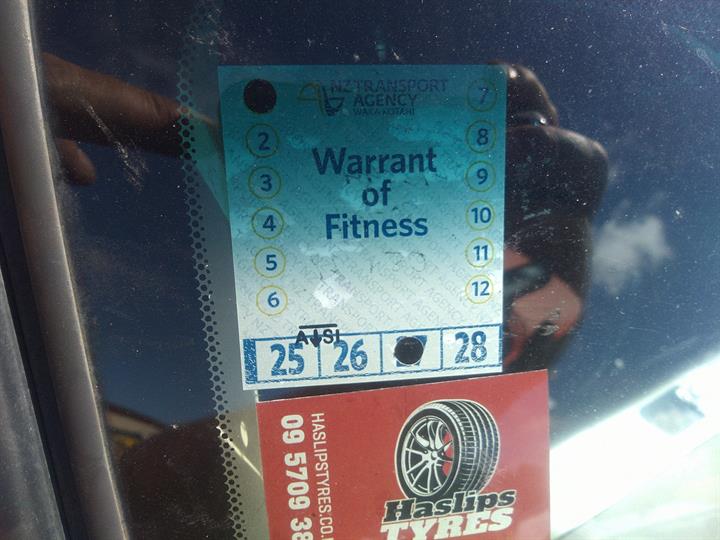 NZ TRANSPORT
AGENCY
WAKA KOTAHI
7
2
8
3
9
4
10
5
11
6
12
Warrant
of
Fitness
A↓SI
25 26 28
HASLIPSTYRES.CO.
09 5709 38
Haslips
TYRES